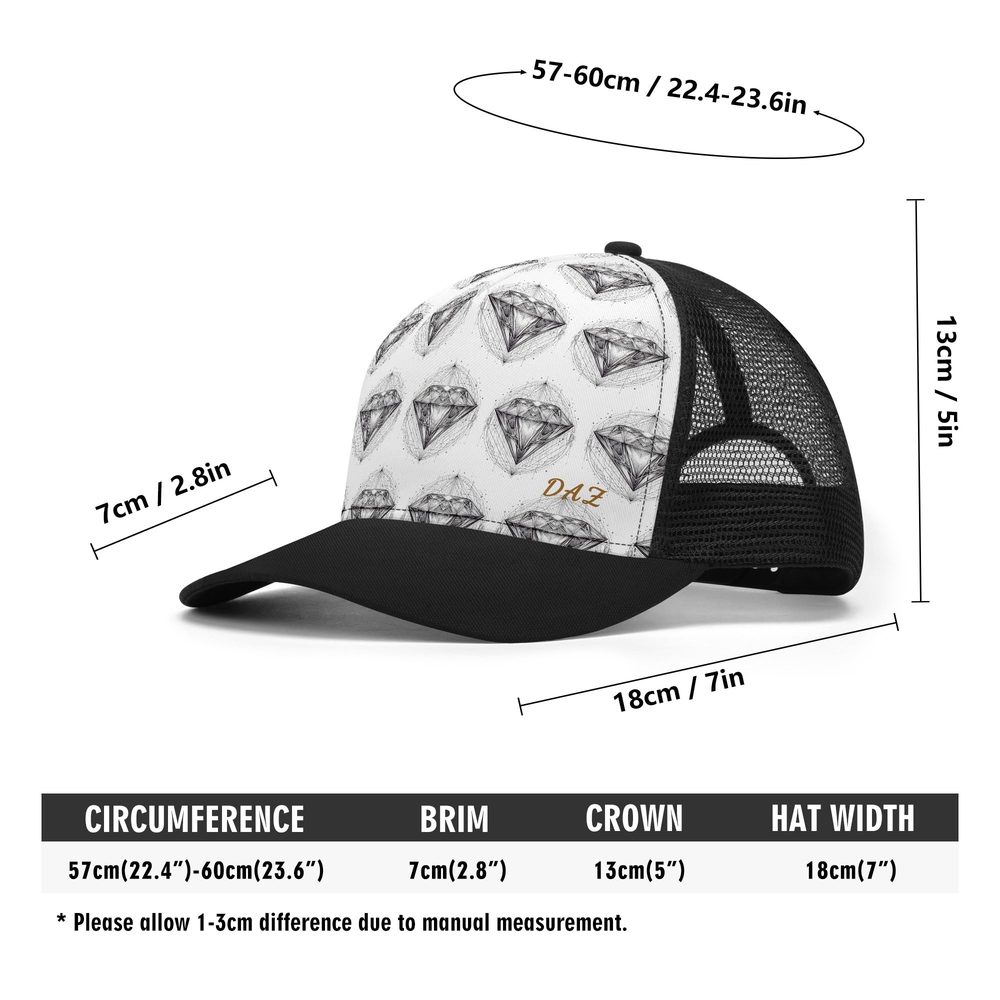 57-60cm / 22.4-23.6in
13cm / 5in
7cm / 2.8in
DAZ
18cm / 7in
CIRCUMFERENCE BRIM CROWN HAT WIDTH
57cm(22.4”)-60cm(23.6”) 7cm(2.8”) 13cm(5”) 18cm(7”)
* Please allow 1-3cm difference due to manual measurement.